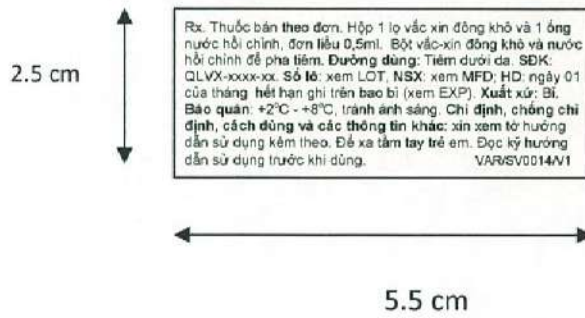 2.5 cm
Rx. Thuốc bán theo đơn. Hộp 1 lọ vắc xin đông khô và 1 ống
nước hồi chỉnh, đơn liều 0,5ml. Bột vắc-xin đông khô và nước
hồi chỉnh để pha tiêm. Đường dùng: Tiêm dưới da. SĐK:
QLVX-xxxx-xx. Số lô: xem LOT, NSX: xem MFD; HD: ngày 01
của tháng hết hạn ghi trên bao bì (xem EXP). Xuất xứ: Bỉ.
Bảo quản: +2°C - +8°C, tránh ánh sáng. Chỉ định, chống chỉ
định, cách dùng và các thông tin khác: xin xem tờ hướng
dẫn sử dụng kèm theo. Để xa tầm tay trẻ em. Đọc kỹ hướng
dẫn sử dụng trước khi dùng. VAR/SV0014/V1
5.5 cm